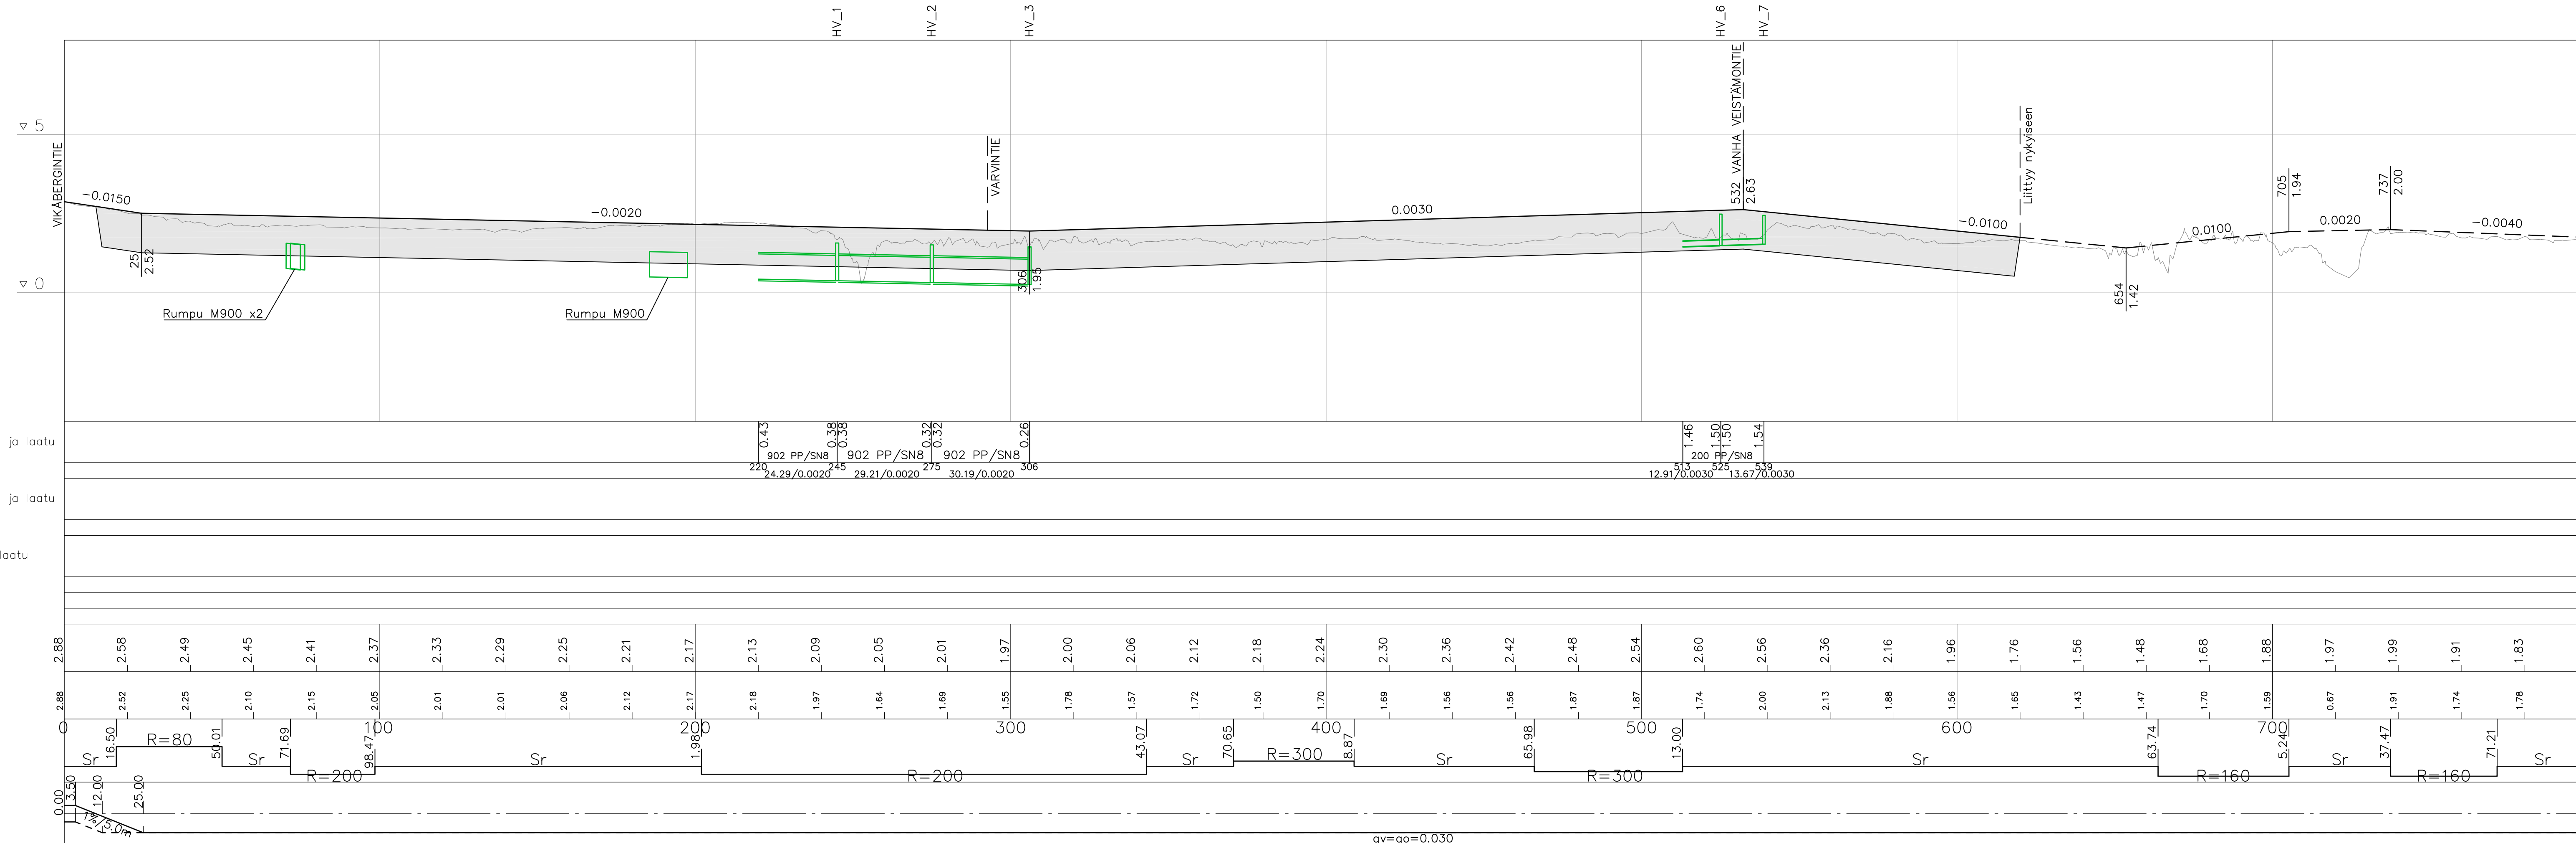 HV_1
HV_2
HV_3
HV_6
HV_7
▽ 5
▽ 0
VIKÅBERGINTIE
-0.0150
25
2.52
-0.0020
VARVINTIE
306
1.95
0.0030
532 VANHA VEISTÄMONTIE
2.63
-0.0100
Liittyy nykyiseen
654
1.42
0.0100
705
1.94
0.0020
737
2.00
-0.0040
Rumpu M900 x2
Rumpu M900
ja laatu
0.43
0.38
0.38
0.32
0.32
0.26
902 PP/SN8
902 PP/SN8
902 PP/SN8
220
245
275
306
24.29/0.0020
29.21/0.0020
30.19/0.0020
1.46
1.50
1.50
1.54
200 PP/SN8
513
525
539
12.91/0.0030
13.67/0.0030
ja laatu
laatu
2.88 2.58 2.49 2.45 2.41 2.37 2.33 2.29 2.25 2.21 2.17 2.13 2.09 2.05 2.01 1.97 2.00 2.06 2.12 2.18 2.24 2.30 2.36 2.42 2.48 2.54 2.60 2.56 2.36 2.16 1.96 1.76 1.56 1.48 1.68 1.88 1.97 1.99 1.91 1.83
2.88 2.52 2.25 2.10 2.15 2.05 2.01 2.01 2.06 2.12 2.17 2.18 1.97 1.64 1.69 1.55 1.78 1.57 1.72 1.50 1.70 1.69 1.56 1.56 1.87 1.87 1.74 2.00 2.13 1.88 1.56 1.65 1.43 1.47 1.70 1.59 0.67 1.91 1.74 1.78
0 100 200 300 400 500 600 700
16.50 50.01 71.69 98.47 1.98 43.07 70.65 8.87 65.98 13.00 63.74 5.24 37.47 71.21
Sr R=80 Sr R=200 Sr R=200 Sr R=300 Sr R=300 Sr R=160 Sr R=160 Sr
0.00 3.50 12.00 25.00
1%/5.0m
qv=qo=0.030